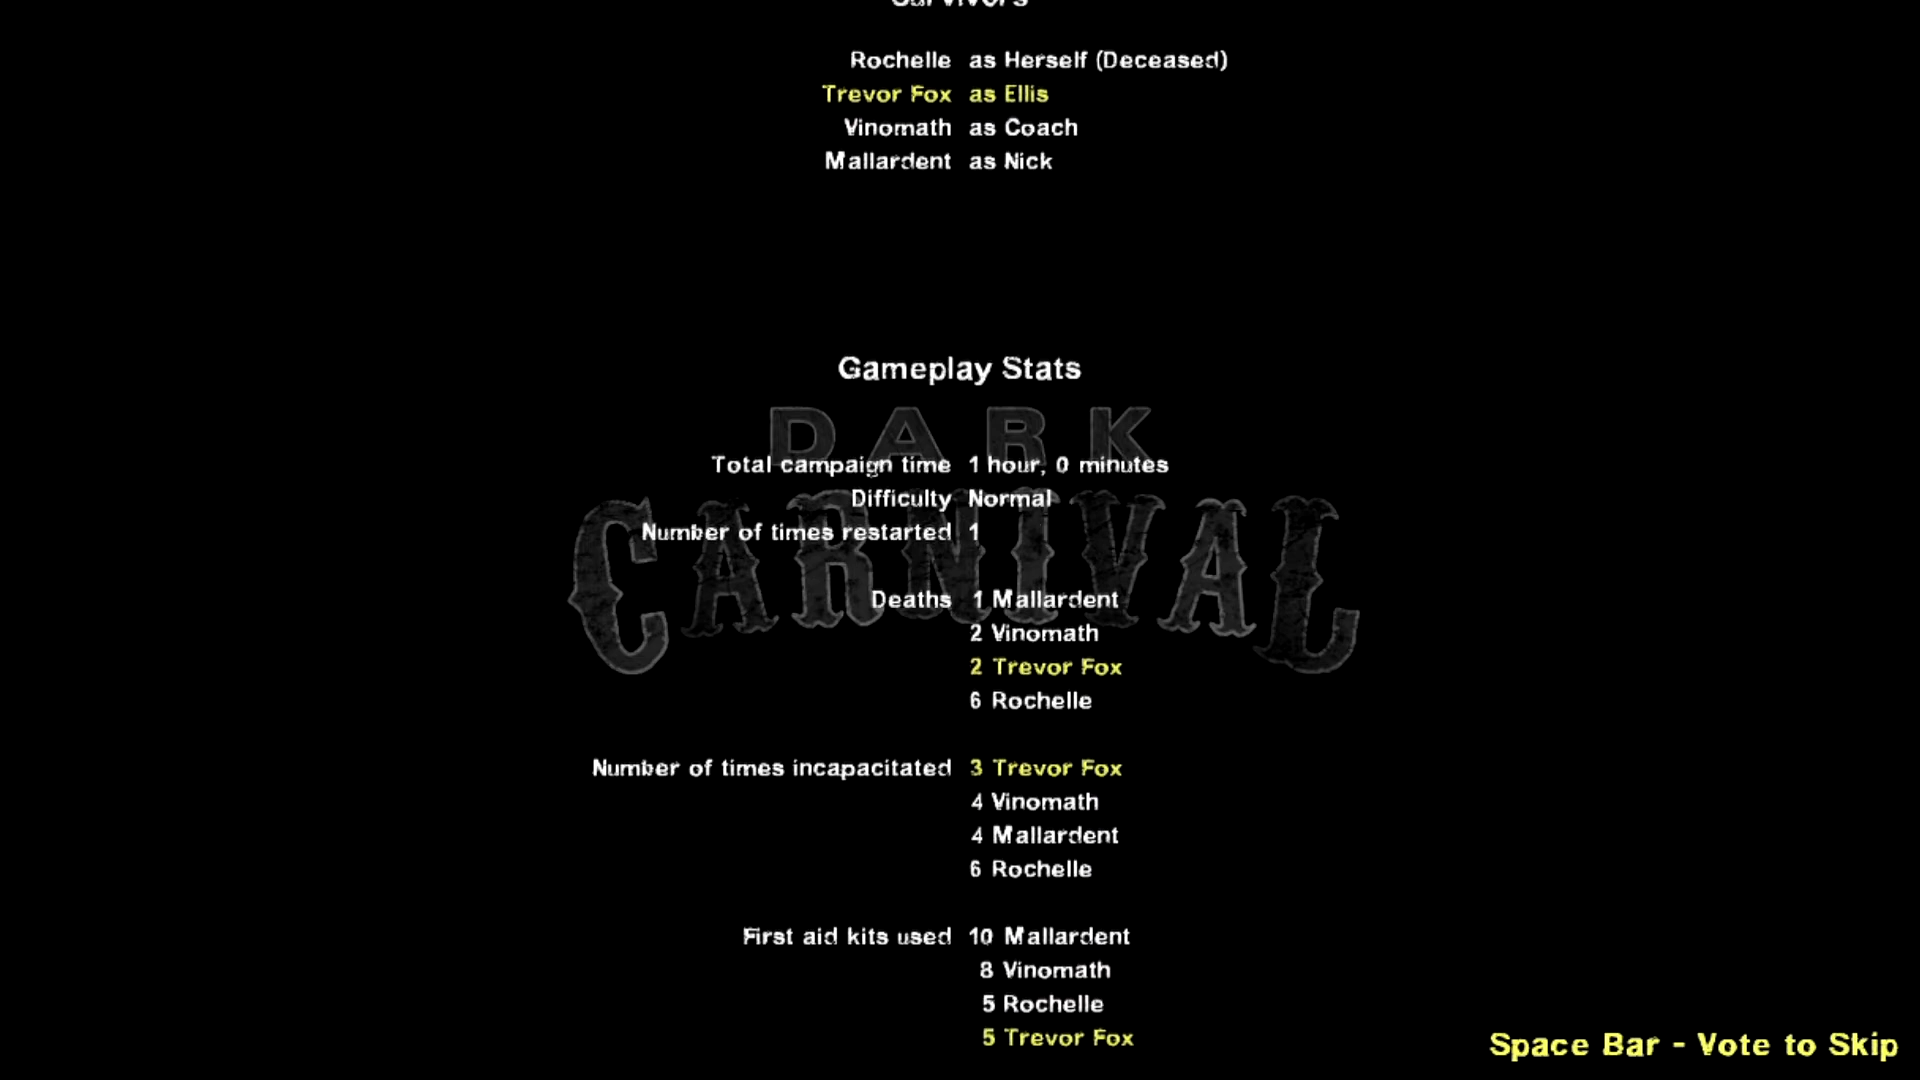 Survivors
Rochelle as Herself (Deceased)
Trevor Fox as Ellis
Vinomath as Coach
Mallardent as Nick
Gameplay Stats
DARK
CARNIVAL
Total campaign time 1 hour, 0 minutes
Difficulty Normal
Number of times restarted 1
Deaths 1 Mallardent
2 Vinomath
2 Trevor Fox
6 Rochelle
Number of times incapacitated 3 Trevor Fox
4 Vinomath
4 Mallardent
6 Rochelle
First aid kits used 10 Mallardent
8 Vinomath
5 Rochelle
5 Trevor Fox
Space Bar - Vote to Skip